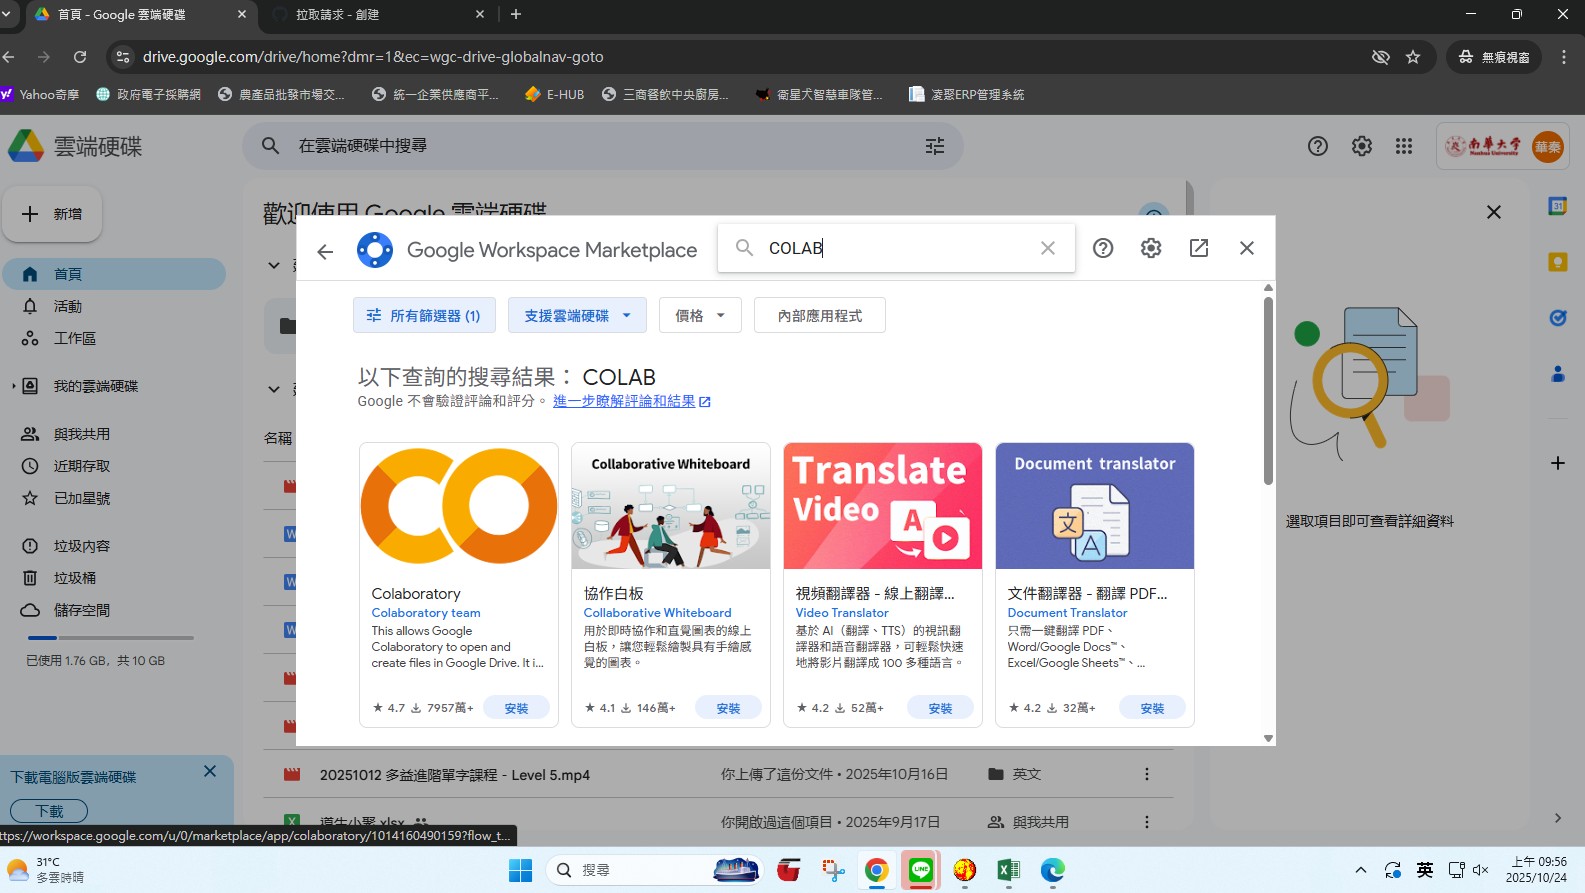 首頁 - Google 雲端硬碟
拉取請求 - 創建
drive.google.com/drive/home?dmr=1&ec=wgc-drive-globalnav-goto
無痕視窗
Yahoo奇摩
政府電子採購網
農產品批發市場交...
統一企業供應商平...
E-HUB
三商餐飲中央廚房...
衛星犬智慧車隊管...
凌聚ERP管理系統
雲端硬碟
在雲端硬碟中搜尋
南華大學
Nanhua University
華秦
新增
歡迎使用 Google 雲端硬碟
首頁
活動
工作區
我的雲端硬碟
與我共用
近期存取
已加星號
垃圾內容
垃圾桶
儲存空間
已使用 1.76 GB，共 10 GB
下載電腦版雲端硬碟
下載
名稱
Google Workspace Marketplace
COLAB
所有篩選器 (1)
支援雲端硬碟
價格
內部應用程式
以下查詢的搜尋結果： COLAB
Google 不會驗證評論和評分。 進一步瞭解評論和結果
Colaboratory
Colaboratory team
This allows Google
Colaboratory to open and
create files in Google Drive. It i...
4.7 7957萬+ 安裝
Collaborative Whiteboard
協作白板
Collaborative Whiteboard
用於即時協作和直覺圖表的線上
白板，讓您輕鬆繪製具有手繪感
覺的圖表。
4.1 146萬+ 安裝
Translate
Video
A
視頻翻譯器 - 線上翻譯...
Video Translator
基於 AI（翻譯、TTS）的視訊翻
譯器和語音翻譯器，可輕鬆快速
地將影片翻譯成 100 多種語言。
4.2 52萬+ 安裝
Document translator
文
A
文件翻譯器 - 翻譯 PDF...
Document Translator
只需一鍵翻譯 PDF、
Word/Google Docs™、
Excel/Google Sheets™、...
4.2 32萬+ 安裝
選取項目即可查看詳細資料
31
20251012 多益進階單字課程 - Level 5.mp4
你上傳了這份文件 • 2025年10月16日
英文
你開啟過這個項目 • 2025年9月17日
與我共用
ttps://workspace.google.com/u/0/marketplace/app/colaboratory/1014160490159?flow_t...
31°C
多雲時晴
搜尋
LINE
英
上午 09:56
2025/10/24